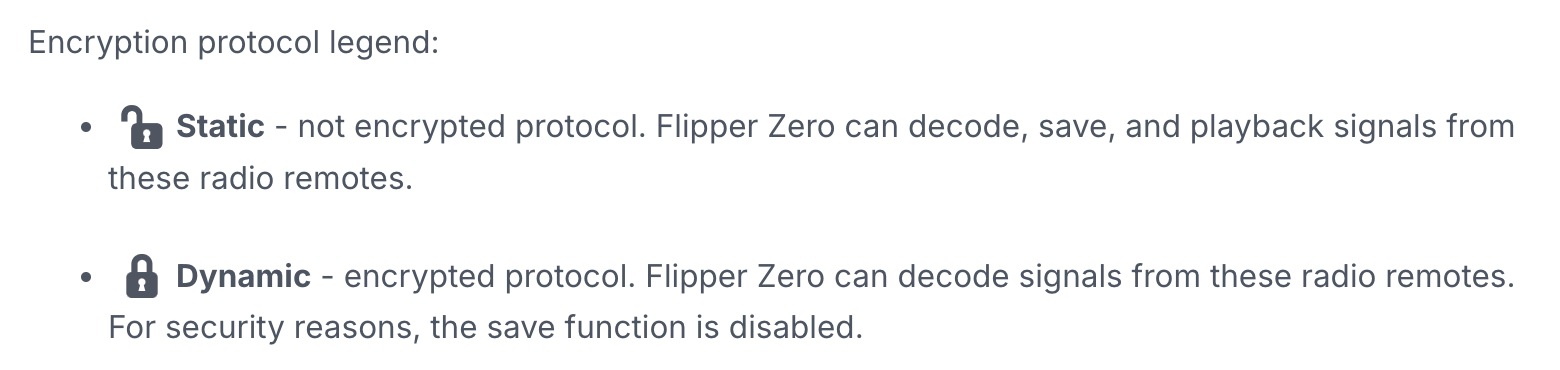 Encryption protocol legend:
• Static - not encrypted protocol. Flipper Zero can decode, save, and playback signals from
these radio remotes.
• Dynamic - encrypted protocol. Flipper Zero can decode signals from these radio remotes.
For security reasons, the save function is disabled.